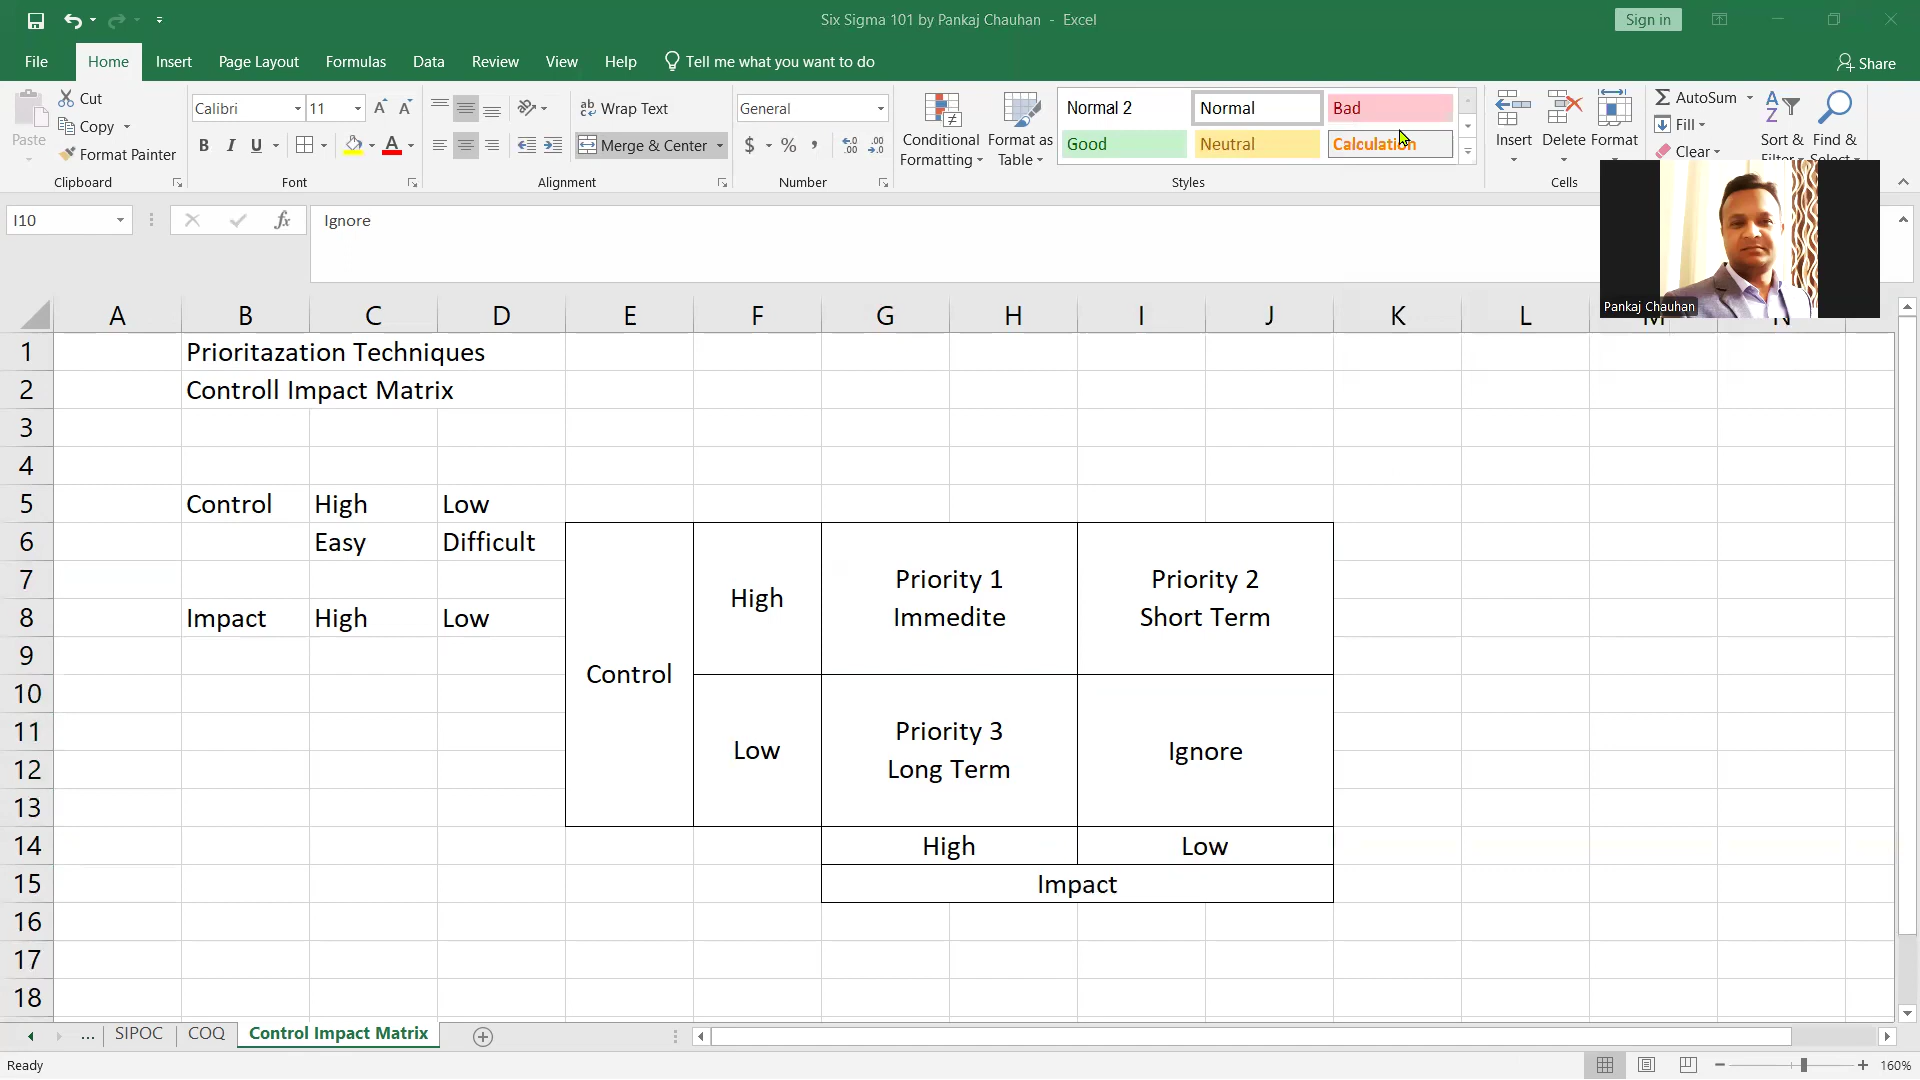 Six Sigma 101 by Pankaj Chauhan - Excel
Sign in
File Home Insert Page Layout Formulas Data Review View Help Tell me what you want to do
Share
Paste
Cut
Copy
Format Painter
Clipboard
Calibri 11
B I U
Font
Wrap Text
Merge & Center
Alignment
General
$ % ,
Number
Conditional Formatting
Format as Table
Normal 2 Normal Bad
Good Neutral Calculation
Styles
Insert Delete Format
Cells
AutoSum
Fill
Clear
Sort &
Find &
I10
fx
Ignore
Pankaj Chauhan
A B C D E F G H I J K L M N
1 Prioritazation Techniques
2 Controll Impact Matrix
3
4
5 Control High Low
6 Easy Difficult
7
8 Impact High Low
9
10
11
12
13
14
15
16
17
18
Control
High
Priority 1
Immedite
Priority 2
Short Term
Low
Priority 3
Long Term
Ignore
High Low
Impact
... SIPOC COQ Control Impact Matrix
Ready
160%